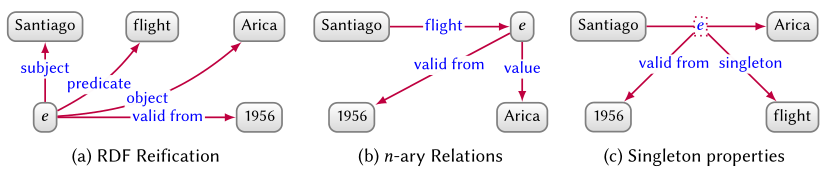 Santiago flight Arica
subject
predicate
object
e valid from 1956
(a) RDF Reification
Santiago flight e
valid from value
1956 Arica
(b) n-ary Relations
Santiago e Arica
valid from singleton
1956 flight
(c) Singleton properties